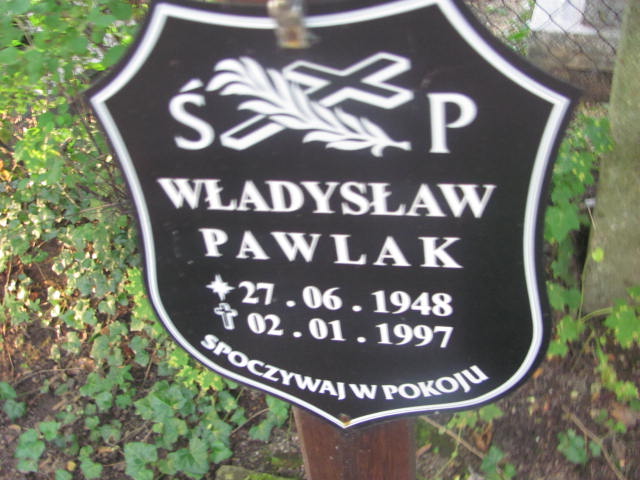 Ś P
WŁADYSŁAW
PAWLAK
27.06.1948
02.01.1997
SPOCZYWAJ W POKOJU